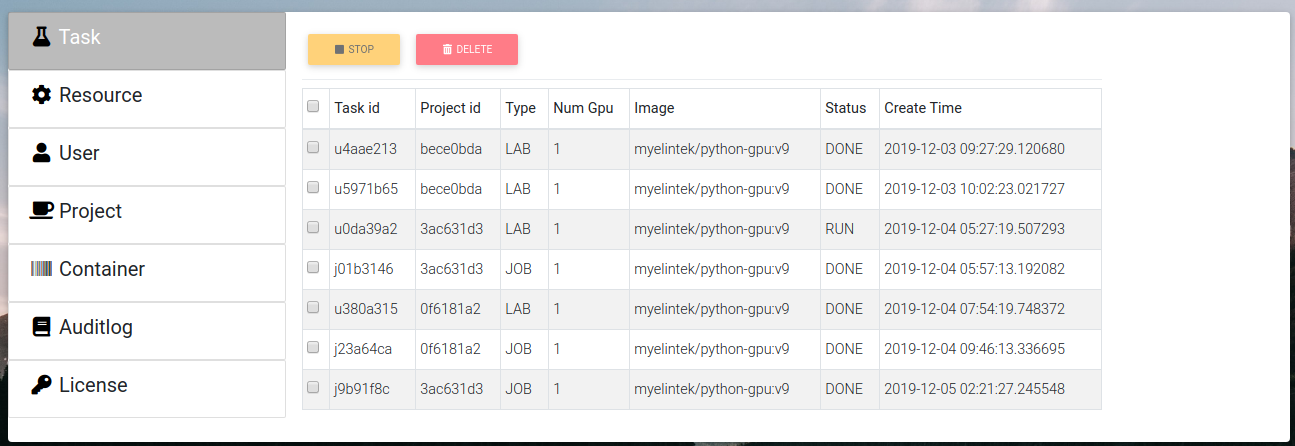 Task
Resource
User
Project
Container
Auditlog
License
STOP DELETE
Task id Project id Type Num Gpu Image Status Create Time
u4aae213 bece0bda LAB 1 myelintek/python-gpu:v9 DONE 2019-12-03 09:27:29.120680
u5971b65 bece0bda LAB 1 myelintek/python-gpu:v9 DONE 2019-12-03 10:02:23.021727
u0da39a2 3ac631d3 LAB 1 myelintek/python-gpu:v9 RUN 2019-12-04 05:27:19.507293
j01b3146 3ac631d3 JOB 1 myelintek/python-gpu:v9 DONE 2019-12-04 05:57:13.192082
u380a315 0f6181a2 LAB 1 myelintek/python-gpu:v9 DONE 2019-12-04 07:54:19.748372
j23a64ca 0f6181a2 JOB 1 myelintek/python-gpu:v9 DONE 2019-12-04 09:46:13.336695
j9b91f8c 3ac631d3 JOB 1 myelintek/python-gpu:v9 DONE 2019-12-05 02:21:27.245548